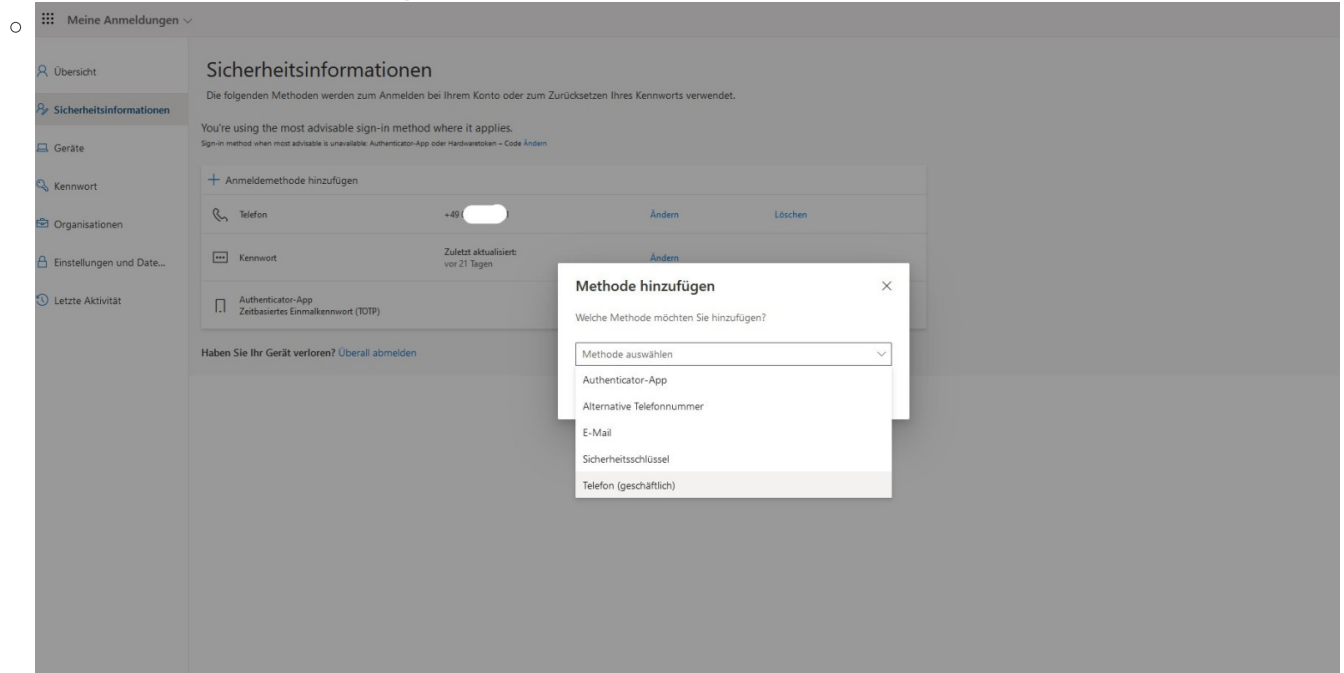 Meine Anmeldungen
Übersicht
Sicherheitsinformationen
Geräte
Kennwort
Organisationen
Einstellungen und Date...
Letzte Aktivität
Sicherheitsinformationen
Die folgenden Methoden werden zum Anmelden bei Ihrem Konto oder zum Zurücksetzen Ihres Kennworts verwendet.
You're using the most advisable sign-in method where it applies.
Sign-in method when most advisable is unavailable: Authenticator-App oder Hardwaretoken – Code Ändern
+ Anmeldemethode hinzufügen
Telefon +49 Ändern Löschen
Kennwort Zuletzt aktualisiert: Ändern
vor 21 Tagen
Authenticator-App
Zeitbasiertes Einmalkennwort (TOTP)
Haben Sie Ihr Gerät verloren? Überall abmelden
Methode hinzufügen
Welche Methode möchten Sie hinzufügen?
Methode auswählen
Authenticator-App
Alternative Telefonnummer
E-Mail
Sicherheitsschlüssel
Telefon (geschäftlich)